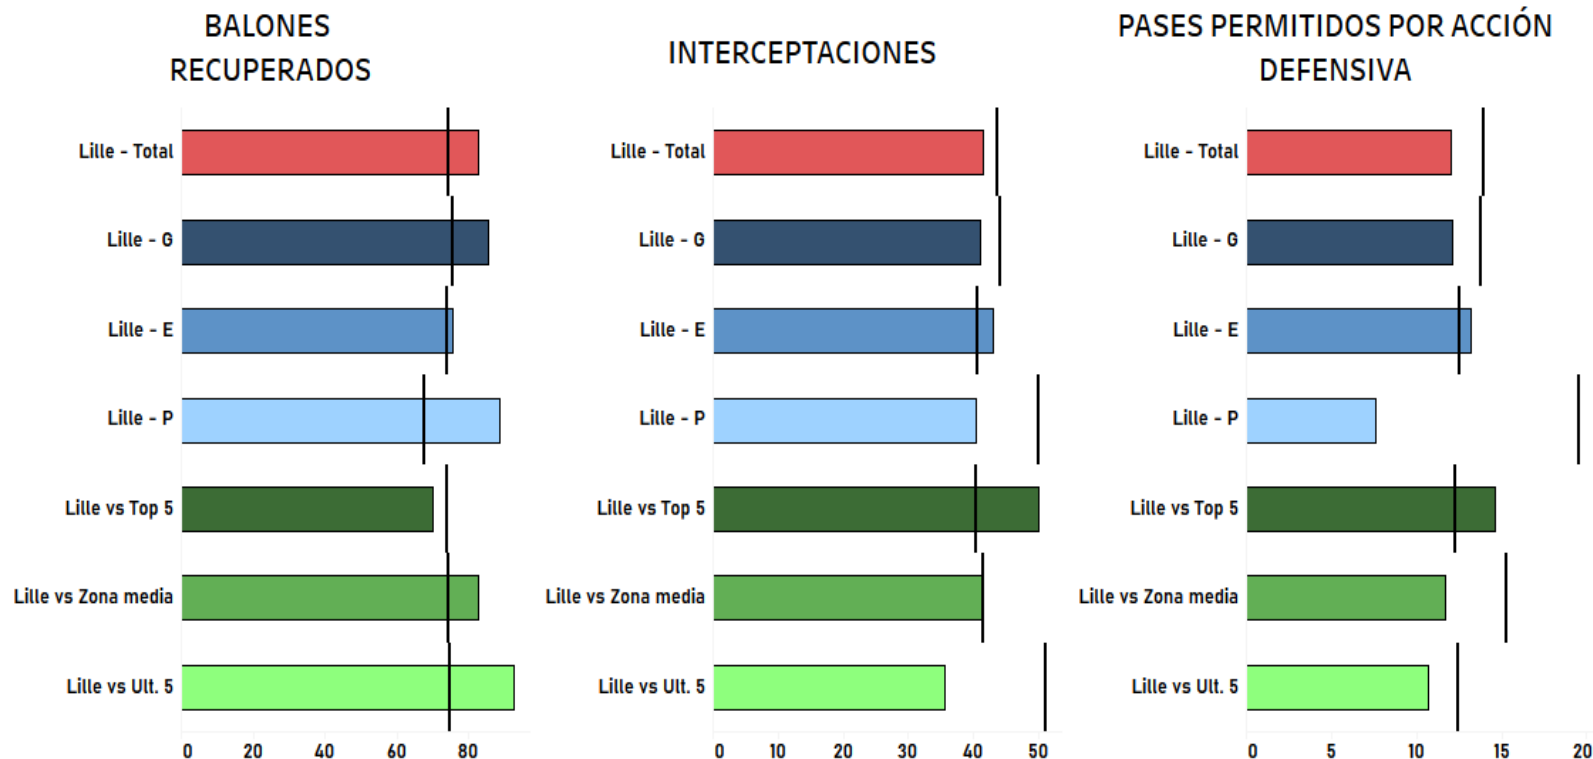 BALONES
RECUPERADOS
Lille - Total
Lille - G
Lille - E
Lille - P
Lille vs Top 5
Lille vs Zona media
Lille vs Ult. 5
0 20 40 60 80
INTERCEPTACIONES
Lille - Total
Lille - G
Lille - E
Lille - P
Lille vs Top 5
Lille vs Zona media
Lille vs Ult. 5
0 10 20 30 40 50
PASES PERMITIDOS POR ACCIÓN
DEFENSIVA
Lille - Total
Lille - G
Lille - E
Lille - P
Lille vs Top 5
Lille vs Zona media
Lille vs Ult. 5
0 5 10 15 20